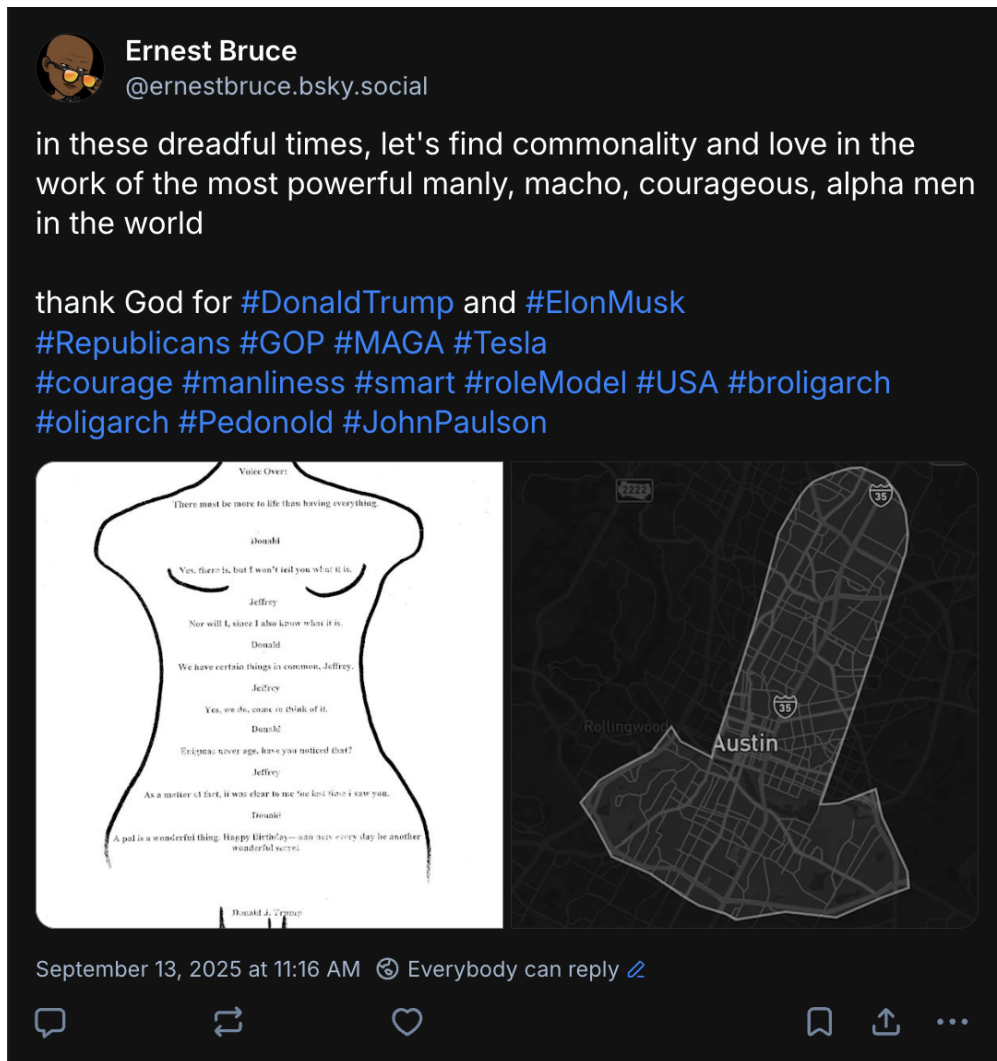 Ernest Bruce
@ernestbruce.bsky.social
in these dreadful times, let's find commonality and love in the
work of the most powerful manly, macho, courageous, alpha men
in the world
thank God for #DonaldTrump and #ElonMusk
#Republicans #GOP #MAGA #Tesla
#courage #manliness #smart #roleModel #USA #broligarch
#oligarch #Pedonold #JohnPaulson
Voice Over:
There must be more to life than having everything.
Donald
Yes, there is, but I won't tell you what it is.
Jeffrey
Nor will I, since I also know what it is.
Donald
We have certain things in common, Jeffrey.
Jeffrey
Yes, we do, come to think of it.
Donald
Enigmas never age, have you noticed that?
Jeffrey
As a matter of fact, it was clear to me the last time I saw you.
Donald
A pal is a wonderful thing. Happy Birthday — and may every day be another
wonderful secret.
Donald J. Trump
2222
35
35
Rollingwood
Austin
September 13, 2025 at 11:16 AM Everybody can reply